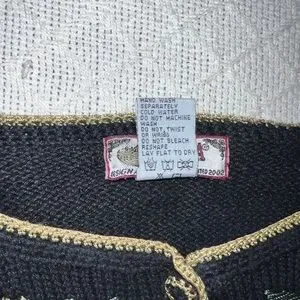 HAND WASH
SEPARATELY
COLD WATER
DO NOT MACHINE
WASH
DO NOT TWIST
OR WRING
DO NOT BLEACH
RESHAPE
LAY FLAT TO DRY
2002